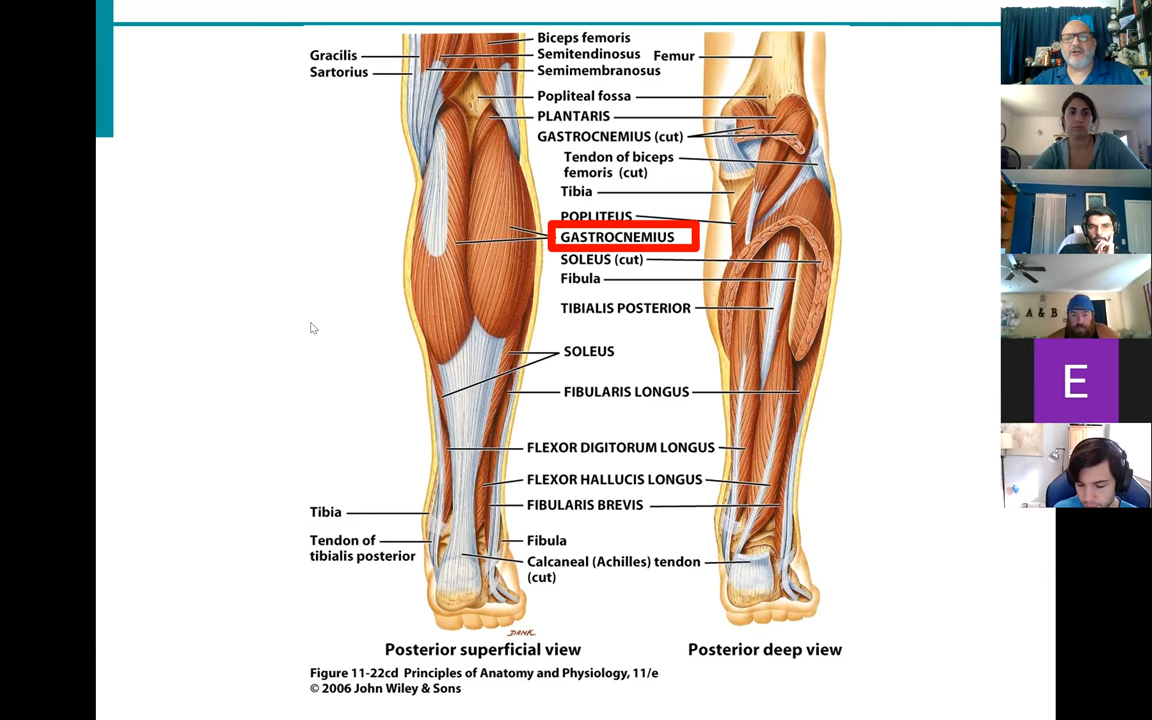 Biceps femoris
Gracilis
Semitendinosus
Femur
Sartorius
Semimembranosus
Popliteal fossa
PLANTARIS
GASTROCNEMIUS (cut)
Tendon of biceps
femoris (cut)
Tibia
POPLITEUS
GASTROCNEMIUS
SOLEUS (cut)
Fibula
TIBIALIS POSTERIOR
SOLEUS
FIBULARIS LONGUS
FLEXOR DIGITORUM LONGUS
FLEXOR HALLUCIS LONGUS
FIBULARIS BREVIS
Tibia
Tendon of
tibialis posterior
Fibula
Calcaneal (Achilles) tendon
(cut)
DANK
Posterior superficial view
Posterior deep view
Figure 11-22cd Principles of Anatomy and Physiology, 11/e
© 2006 John Wiley & Sons
A & B
E